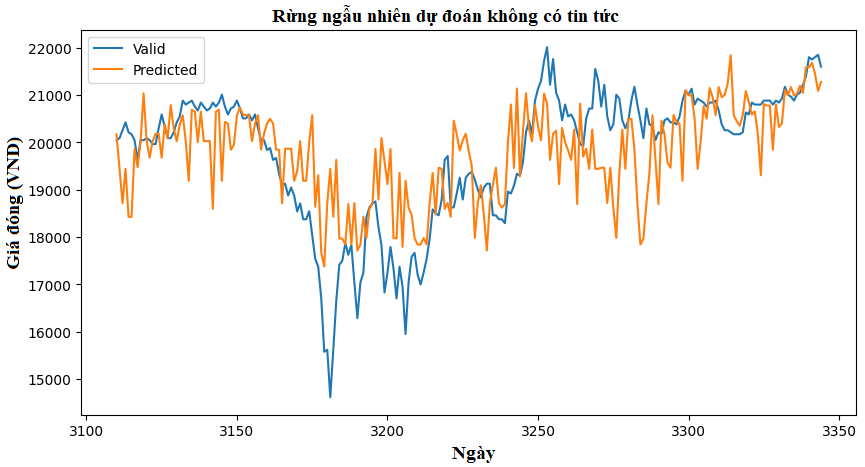 Rừng ngẫu nhiên dự đoán không có tin tức
Valid
Predicted
Giá đóng (VND)
22000
21000
20000
19000
18000
17000
16000
15000
3100
3150
3200
3250
3300
3350
Ngày